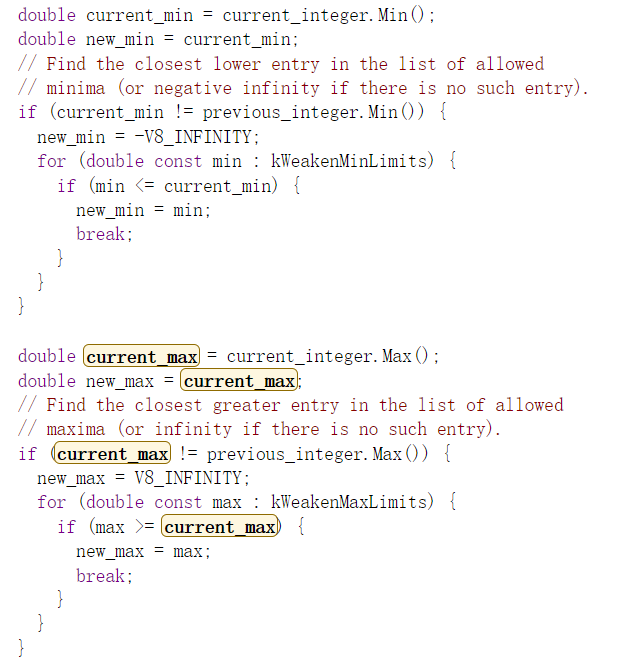 double current_min = current_integer.Min();
double new_min = current_min;
// Find the closest lower entry in the list of allowed
// minima (or negative infinity if there is no such entry).
if (current_min != previous_integer.Min()) {
  new_min = -V8_INFINITY;
  for (double const min : kWeakenMinLimits) {
    if (min <= current_min) {
      new_min = min;
      break;
    }
  }
}

double current_max = current_integer.Max();
double new_max = current_max;
// Find the closest greater entry in the list of allowed
// maxima (or infinity if there is no such entry).
if (current_max != previous_integer.Max()) {
  new_max = V8_INFINITY;
  for (double const max : kWeakenMaxLimits) {
    if (max >= current_max) {
      new_max = max;
      break;
    }
  }
}